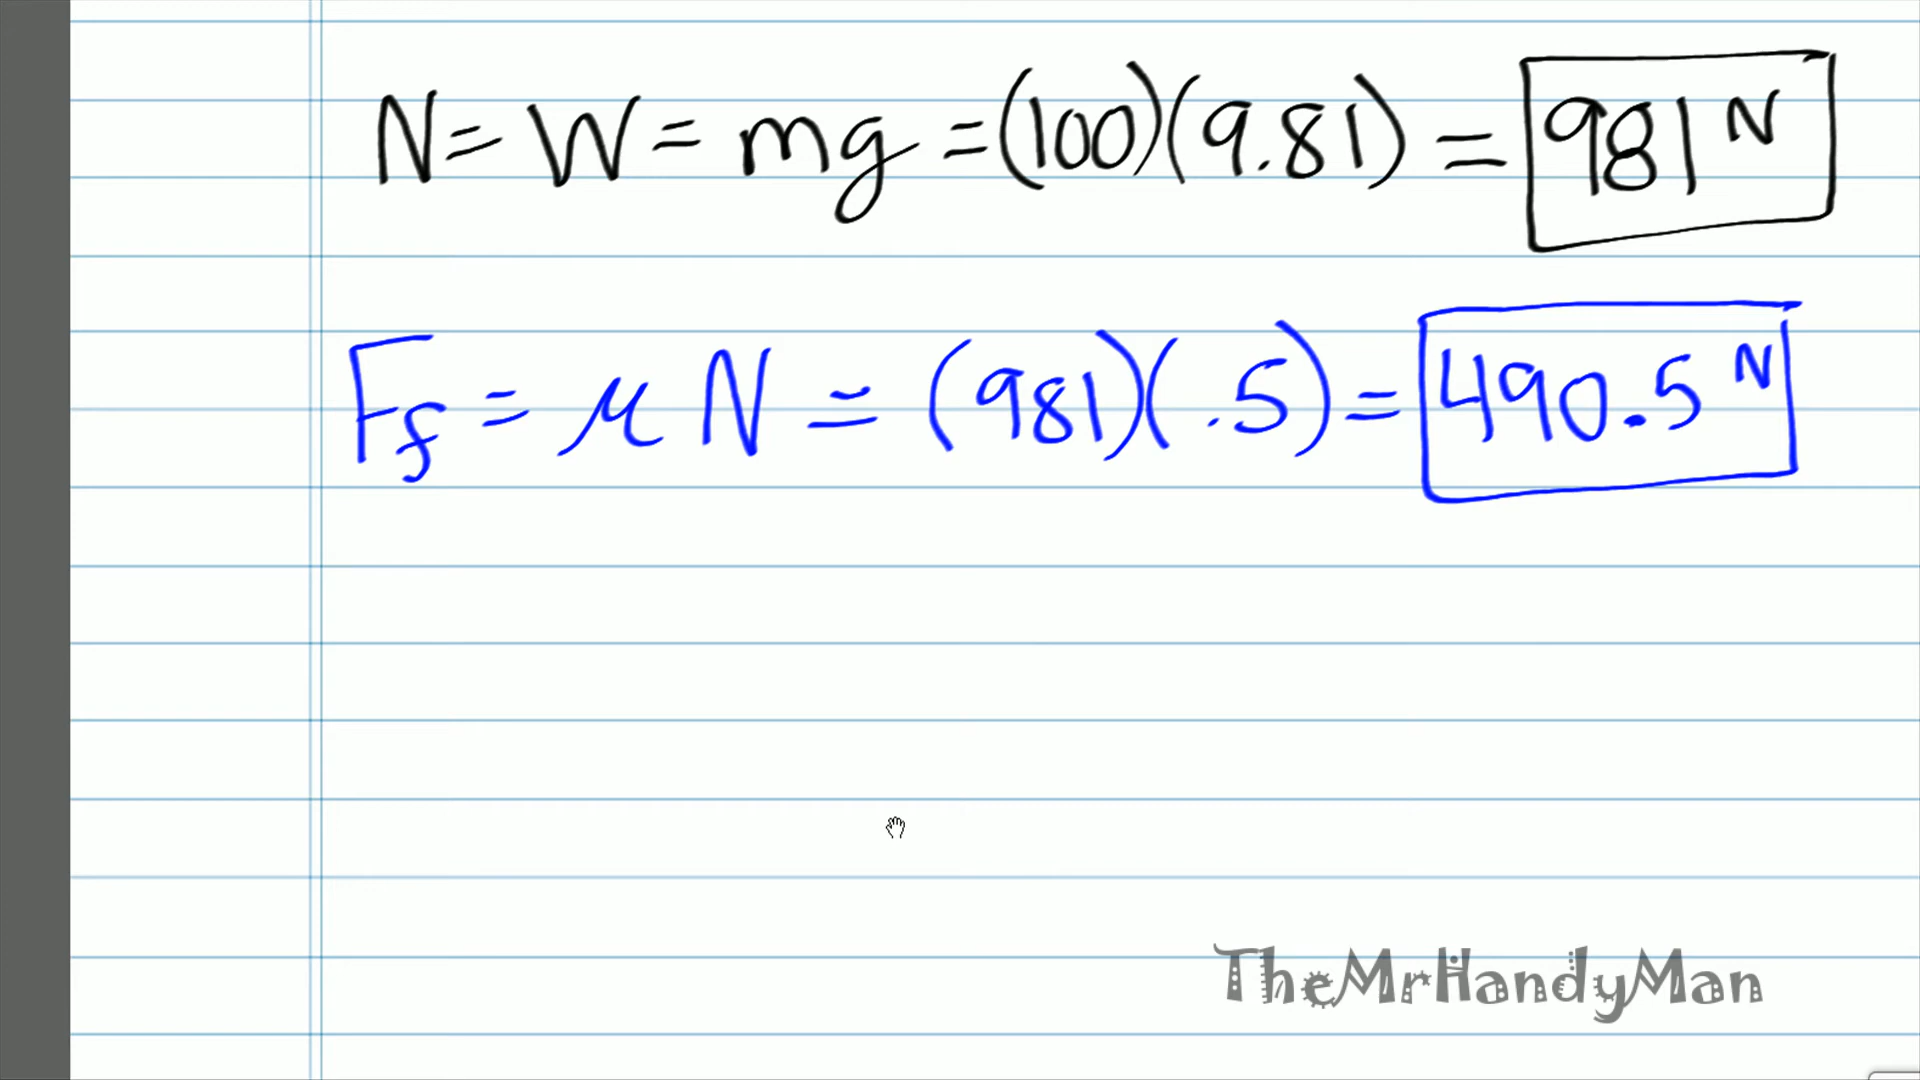 N = W = mg = (100)(9.81) = 981 N
Ff = μ N = (981)(.5) = 490.5 N
TheMrHandyMan